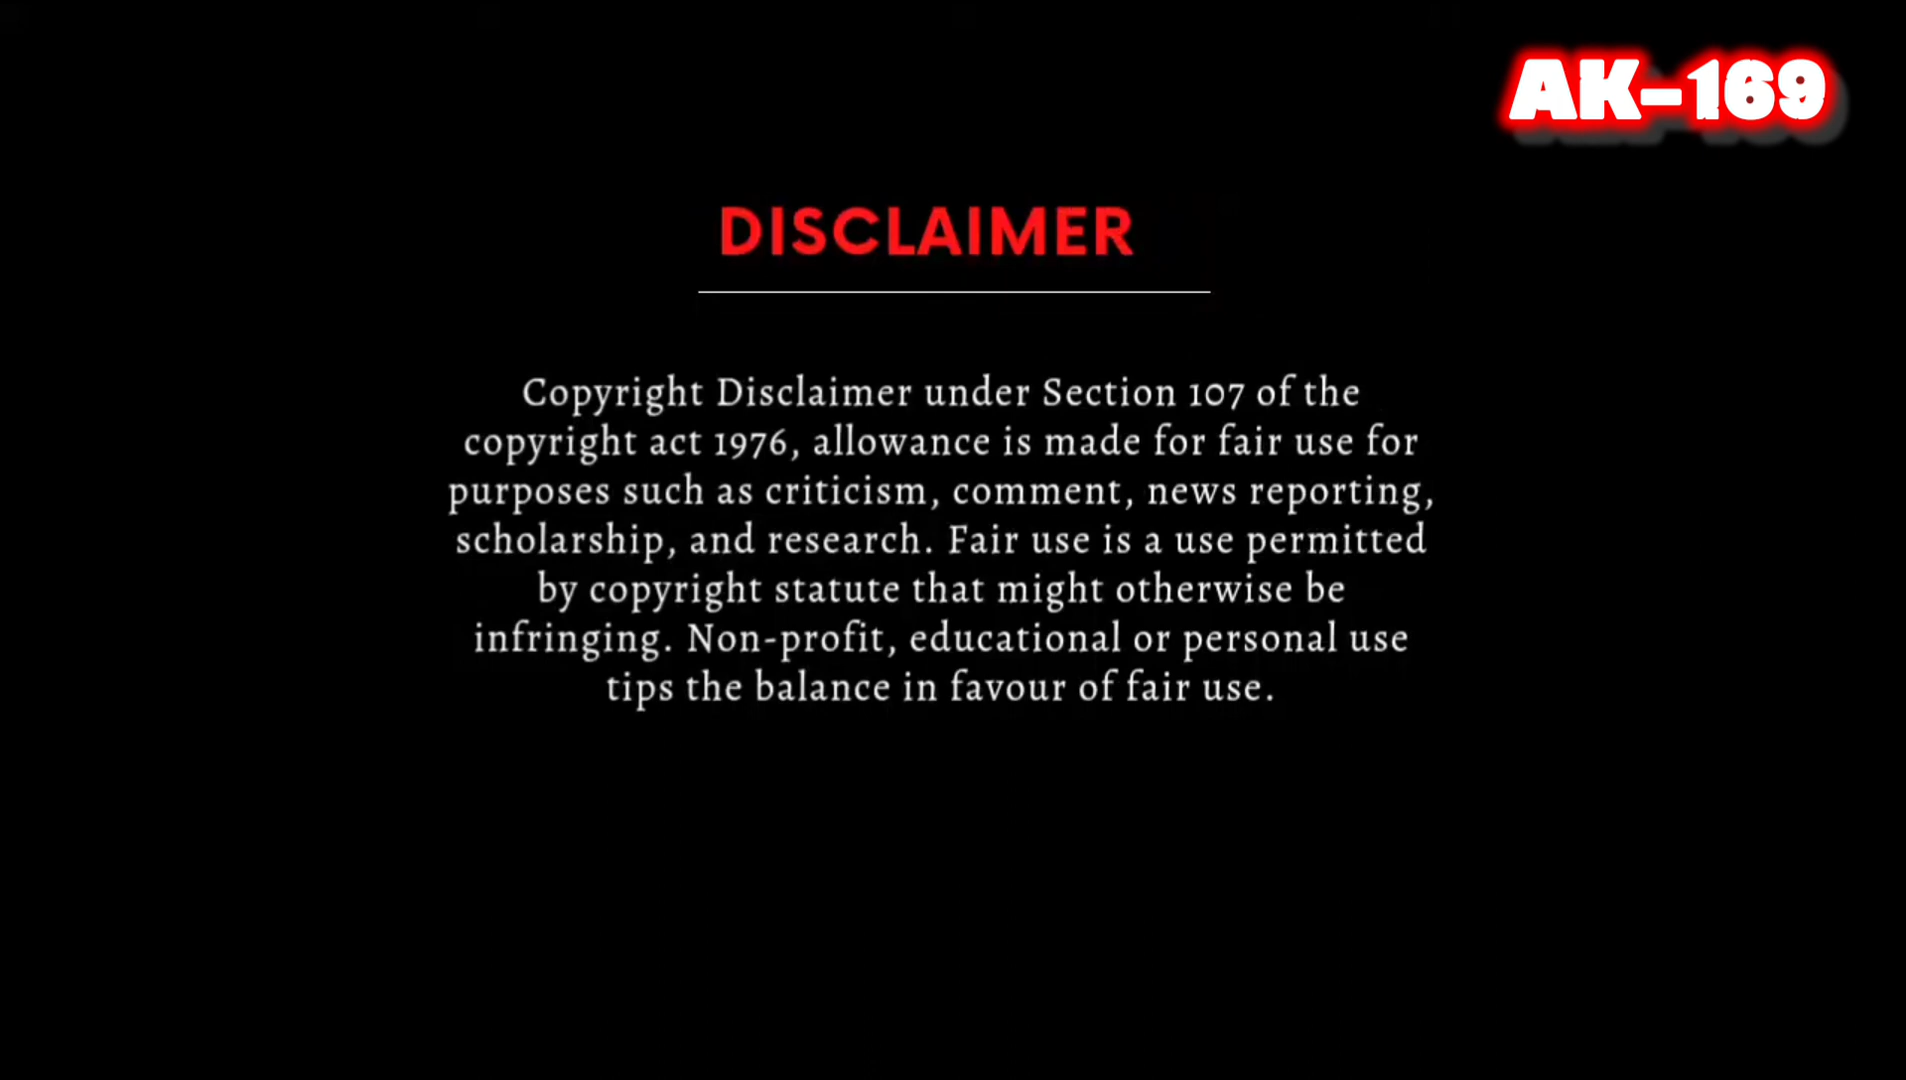 AK-169
DISCLAIMER
Copyright Disclaimer under Section 107 of the
copyright act 1976, allowance is made for fair use for
purposes such as criticism, comment, news reporting,
scholarship, and research. Fair use is a use permitted
by copyright statute that might otherwise be
infringing. Non-profit, educational or personal use
tips the balance in favour of fair use.